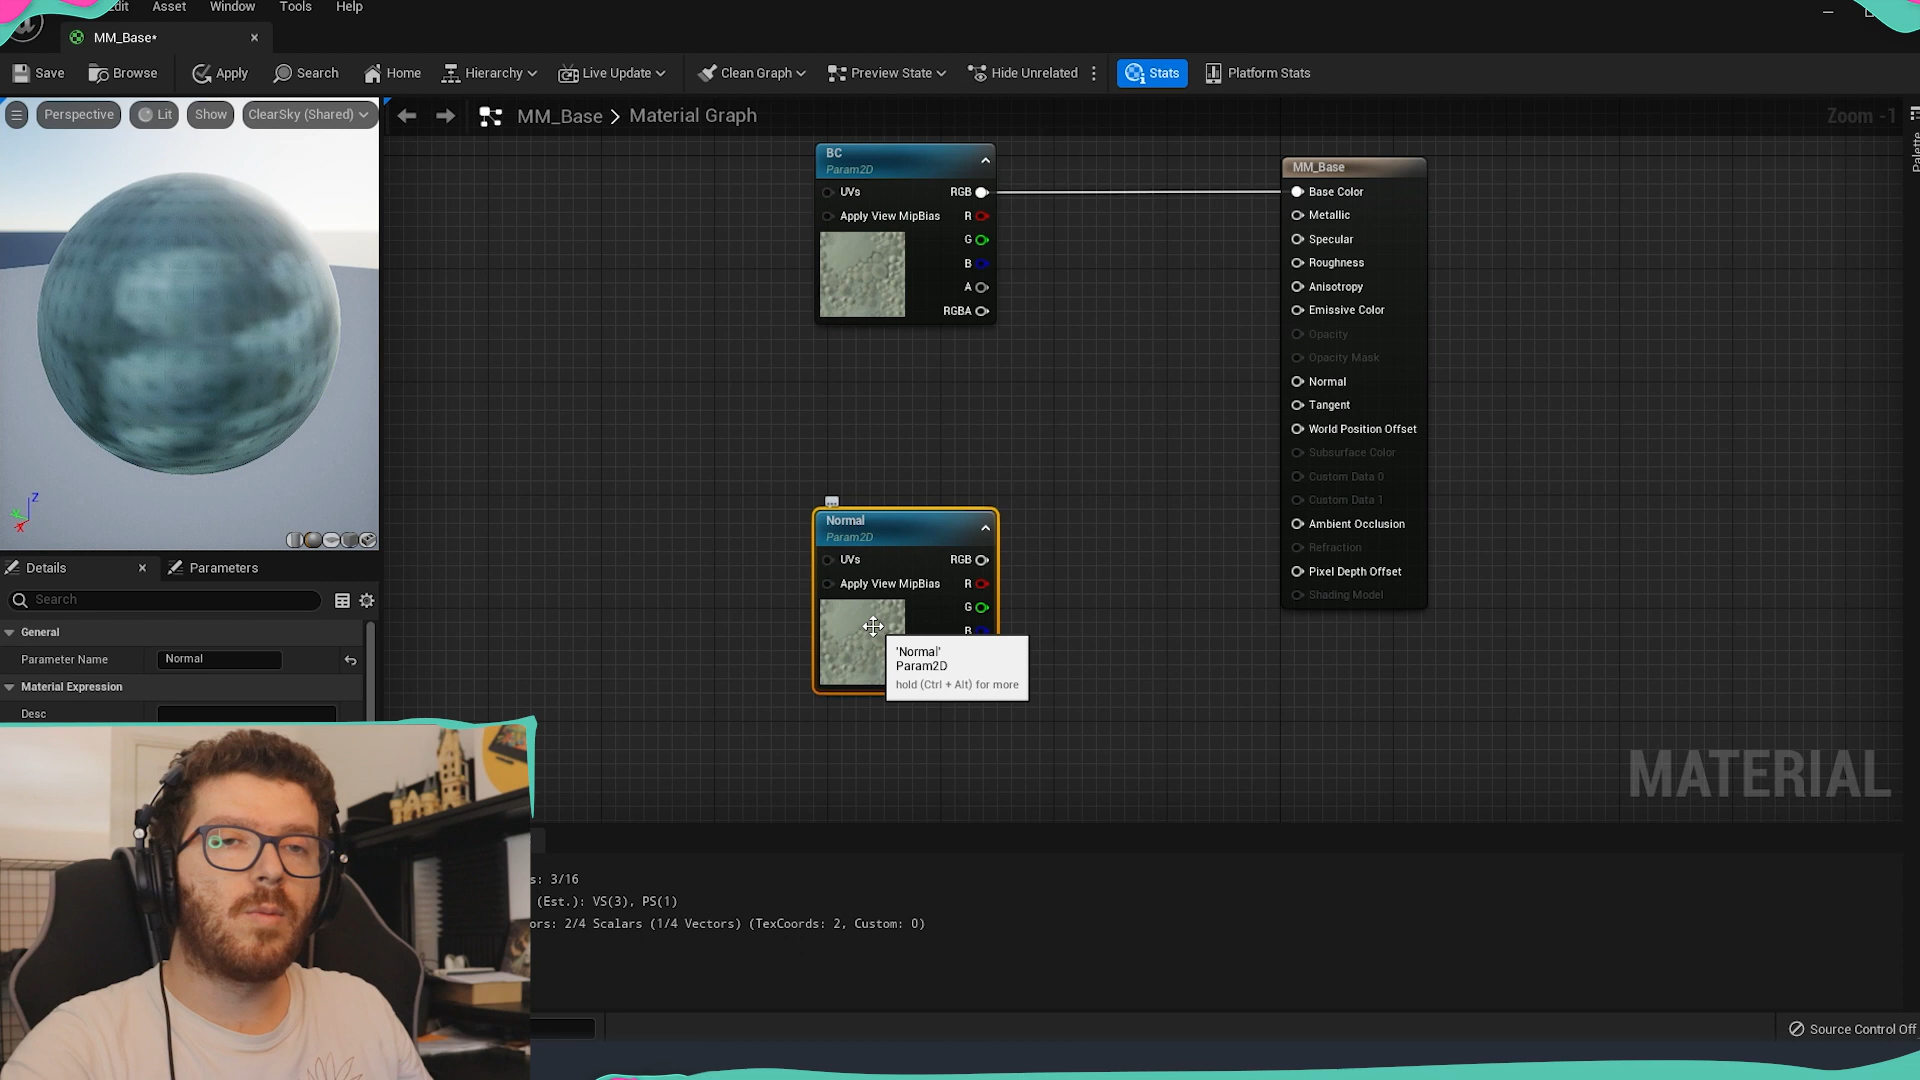 Edit Asset Window Tools Help
MM_Base*
Save Browse Apply Search Home Hierarchy Live Update Clean Graph Preview State Hide Unrelated Stats Platform Stats
Perspective Lit Show ClearSky (Shared)
MM_Base > Material Graph
Zoom -1
Palette
BC
Param2D
UVs RGB
Apply View MipBias R
G
B
A
RGBA
MM_Base
Base Color
Metallic
Specular
Roughness
Anisotropy
Emissive Color
Opacity
Opacity Mask
Normal
Tangent
World Position Offset
Subsurface Color
Custom Data 0
Custom Data 1
Ambient Occlusion
Refraction
Pixel Depth Offset
Shading Model
Normal
Param2D
UVs RGB
Apply View MipBias R
G
B
'Normal'
Param2D
hold (Ctrl + Alt) for more
Z
Details Parameters
Search
General
Parameter Name Normal
Material Expression
Desc
MATERIAL
s: 3/16
(Est.): VS(3), PS(1)
ors: 2/4 Scalars (1/4 Vectors) (TexCoords: 2, Custom: 0)
Source Control Off